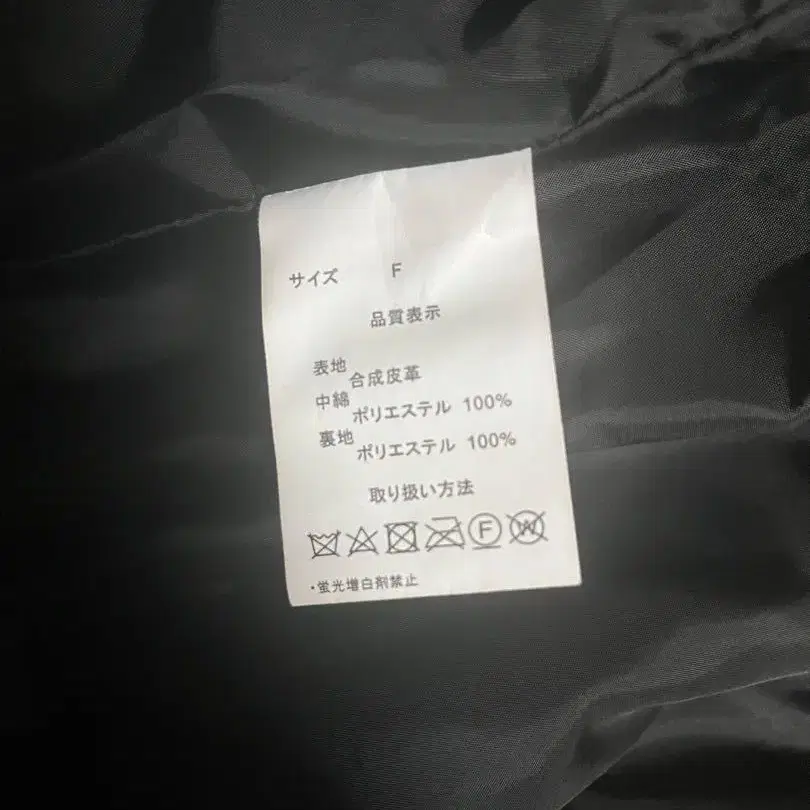 サイズ F
品質表示
表地 合成皮革
中綿 ポリエステル 100%
裏地 ポリエステル 100%
取り扱い方法
F W
・蛍光増白剤禁止